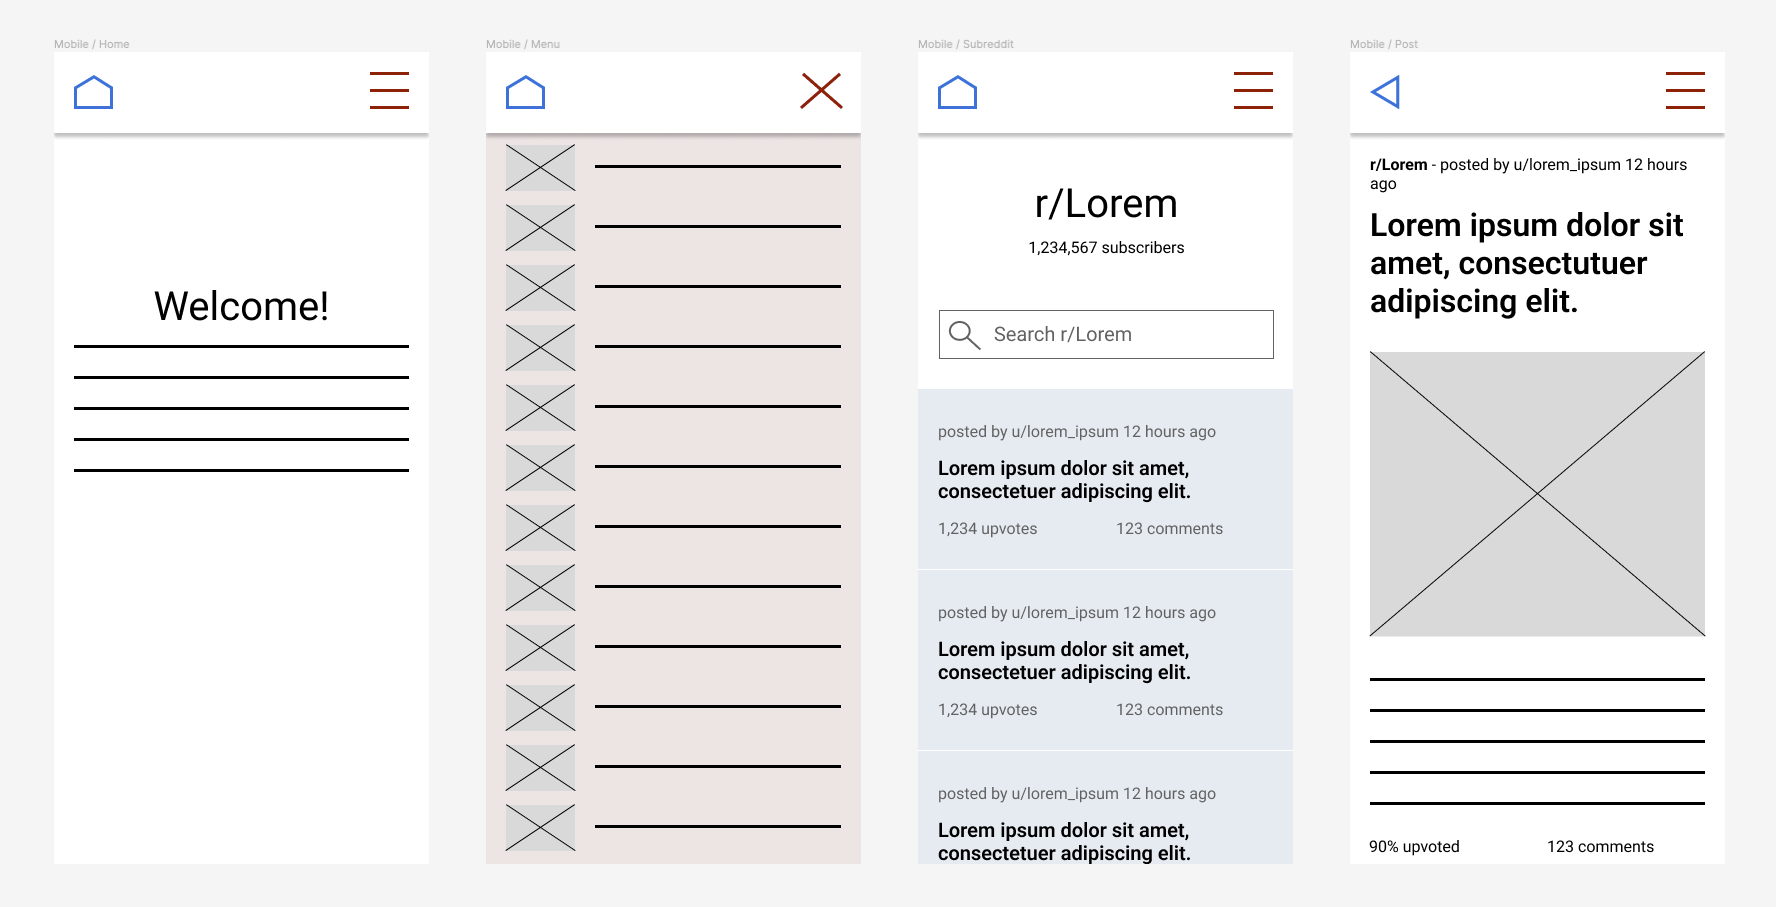 Mobile / Home
Welcome!
Mobile / Menu
Mobile / Subreddit
r/Lorem
1,234,567 subscribers
Search r/Lorem
posted by u/lorem_ipsum 12 hours ago
Lorem ipsum dolor sit amet,
consectetuer adipiscing elit.
1,234 upvotes 123 comments
posted by u/lorem_ipsum 12 hours ago
Lorem ipsum dolor sit amet,
consectetuer adipiscing elit.
1,234 upvotes 123 comments
posted by u/lorem_ipsum 12 hours ago
Lorem ipsum dolor sit amet,
consectetuer adipiscing elit.
Mobile / Post
r/Lorem - posted by u/lorem_ipsum 12 hours
ago
Lorem ipsum dolor sit
amet, consectutuer
adipiscing elit.
90% upvoted 123 comments